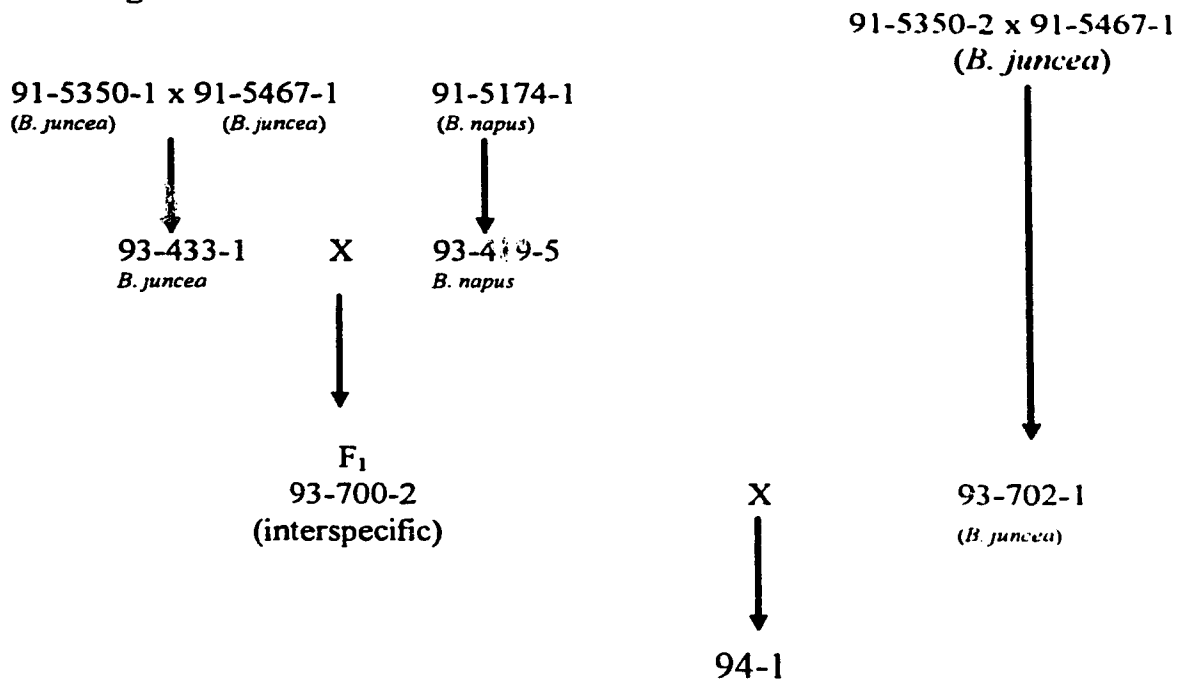 91-5350-2 x 91-5467-1
(B. juncea)
91-5350-1 x 91-5467-1 91-5174-1
(B. juncea) (B. juncea) (B. napus)
93-433-1 X
B. juncea B. napus
F1
93-700-2 X 93-702-1
(interspecific) (B. juncea)
94-1